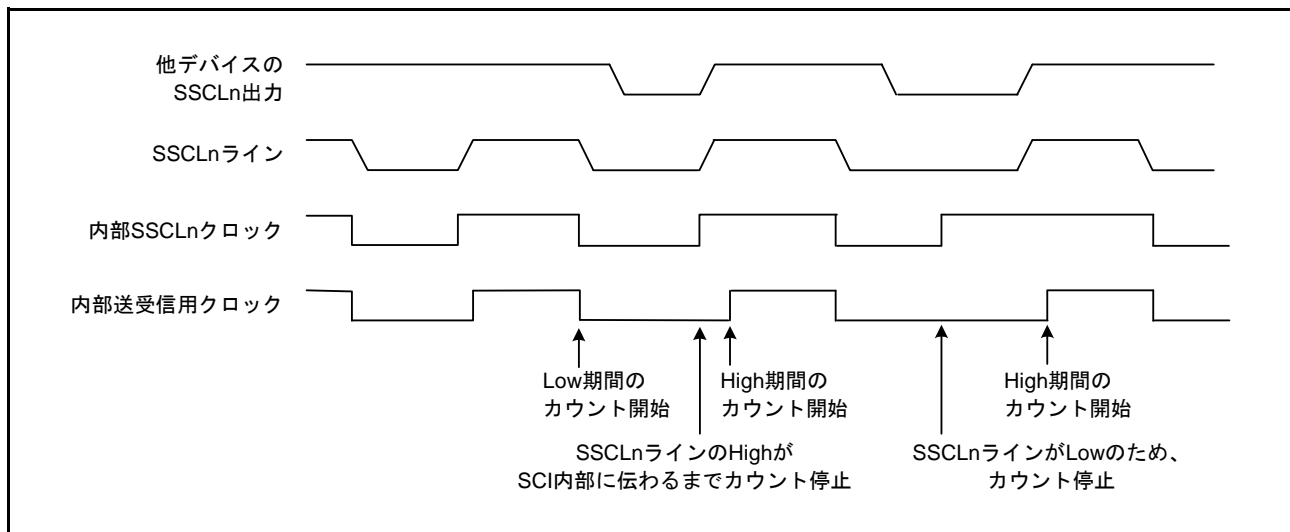 他デバイスの
SSCLn出力
SSCLnライン
内部SSCLnクロック
内部送受信用クロック
Low期間の
カウント開始
High期間の
カウント開始
High期間の
カウント開始
SSCLnラインのHighが
SCI内部に伝わるまでカウント停止
SSCLnラインがLowのため、
カウント停止